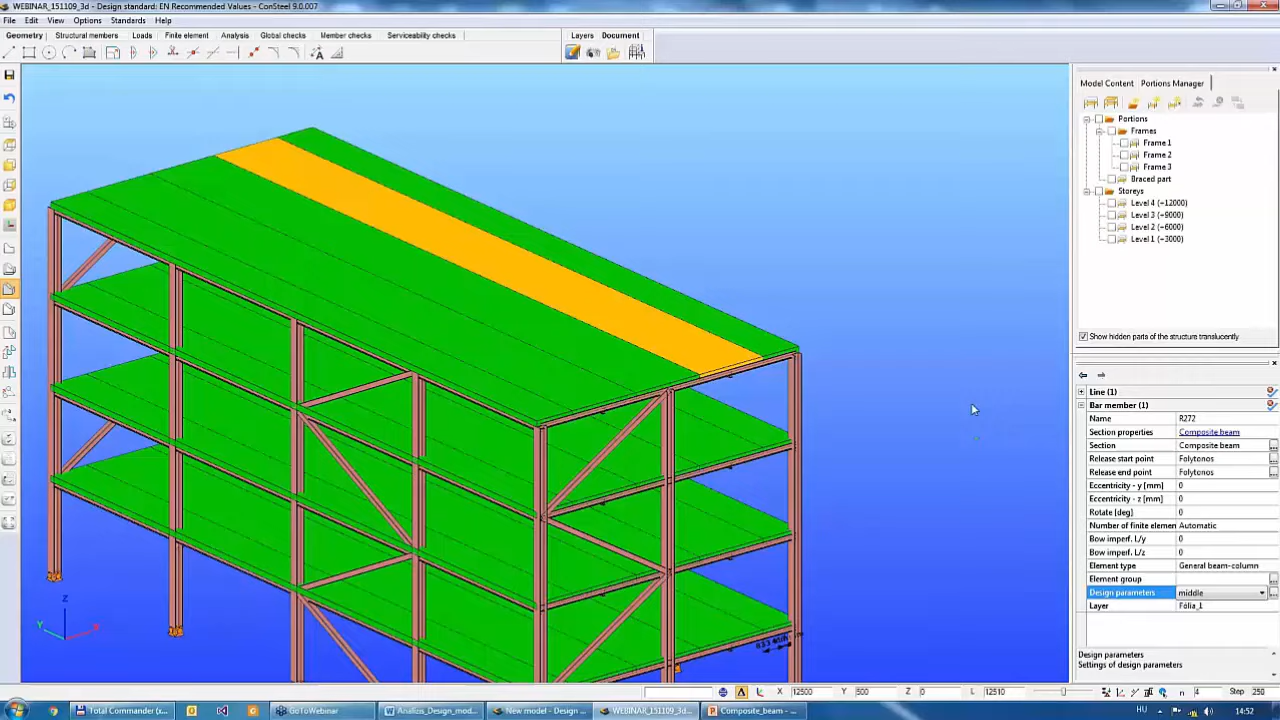 WEBINAR_151109_3d - Design standard: EN Recommended Values - ConSteel 9.0.007
File Edit View Options Standards Help
Geometry Structural members Loads Finite element Analysis Global checks Member checks Serviceability checks Layers Document
Model Content Portions Manager
Portions
Frames
Frame 1
Frame 2
Frame 3
Braced part
Storeys
Level 4 (=12000)
Level 3 (=9000)
Level 2 (=6000)
Level 1 (=3000)
Show hidden parts of the structure translucently
Line (1)
Bar member (1)
Name R272
Section properties Composite beam
Section Composite beam
Release start point Folytonos
Release end point Folytonos
Eccentricity - y [mm] 0
Eccentricity - z [mm] 0
Rotate [deg] 0
Number of finite elemen Automatic
Bow imperf. L/y 0
Bow imperf. L/z 0
Element type General beam-column
Element group
Design parameters middle
Layer Fólia_1
Design parameters
Settings of design parameters
Z
Y
X
X 12500 Y 500 Z 0 L 12510 n 4 Step 250
Total Commander (x... GoToWebinar Analízis_Design_mod... New model - Design ... WEBINAR_151109_3d... Composite_beam - ... HU 14:52